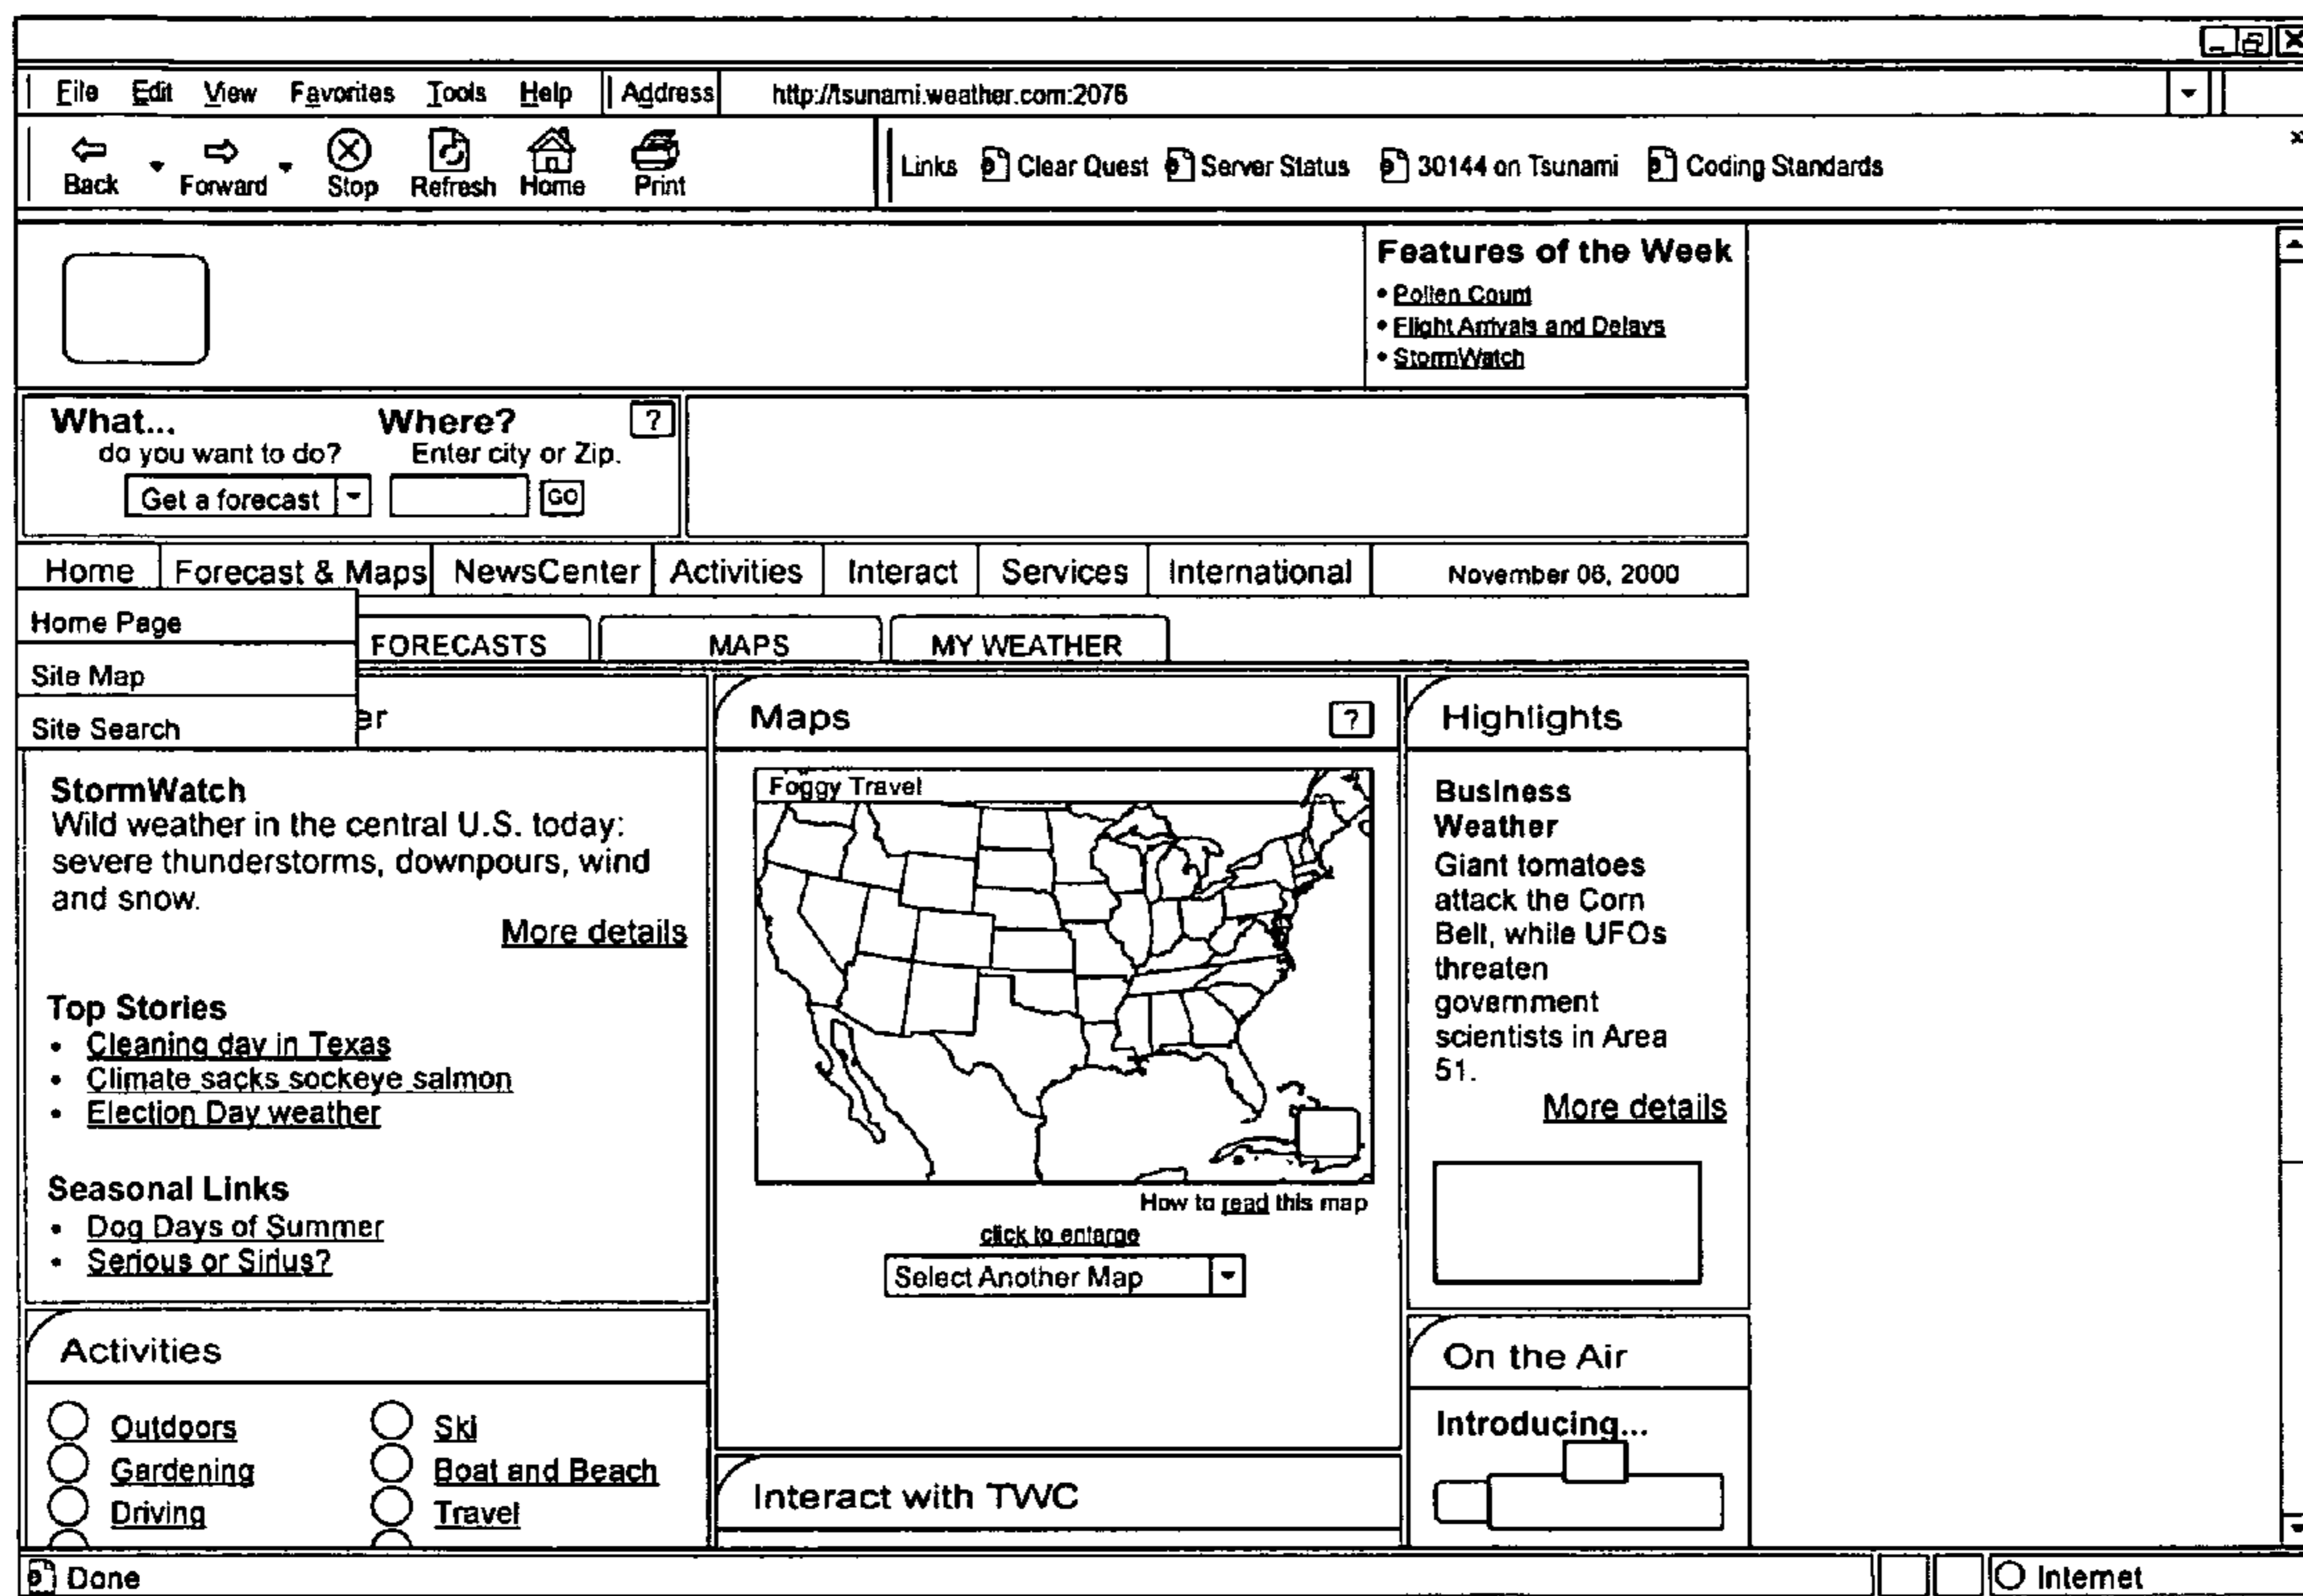 File Edit View Favorites Tools Help Address http://tsunami.weather.com:2076
Back Forward Stop Refresh Home Print Links Clear Quest Server Status 30144 on Tsunami Coding Standards
Features of the Week
• Pollen Count
• Flight Arrivals and Delays
• StormWatch
What... Where? ?
do you want to do? Enter city or Zip.
Get a forecast GO
Home Forecast & Maps NewsCenter Activities Interact Services International November 06, 2000
Home Page
Site Map
Site Search
FORECASTS MAPS MY WEATHER
er
StormWatch
Wild weather in the central U.S. today:
severe thunderstorms, downpours, wind
and snow.
More details
Top Stories
• Cleaning day in Texas
• Climate sacks sockeye salmon
• Election Day weather
Seasonal Links
• Dog Days of Summer
• Serious or Sirius?
Activities
Outdoors Ski
Gardening Boat and Beach
Driving Travel
Maps ?
Foggy Travel
How to read this map
click to enlarge
Select Another Map
Interact with TWC
Highlights
Business
Weather
Giant tomatoes
attack the Corn
Belt, while UFOs
threaten
government
scientists in Area
51.
More details
On the Air
Introducing...
Done Internet